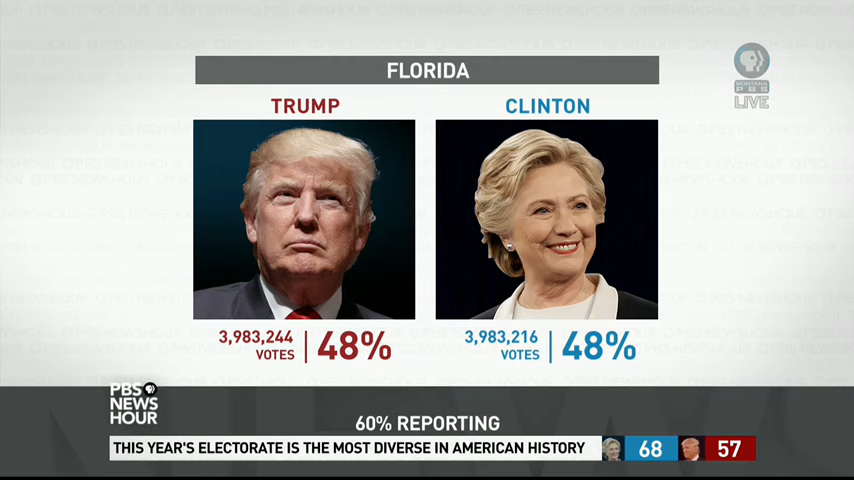 FLORIDA
MONTANA
PBS
LIVE
TRUMP
CLINTON
3,983,244
VOTES
48%
3,983,216
VOTES
48%
PBS
NEWS
HOUR
60% REPORTING
THIS YEAR'S ELECTORATE IS THE MOST DIVERSE IN AMERICAN HISTORY
68
57